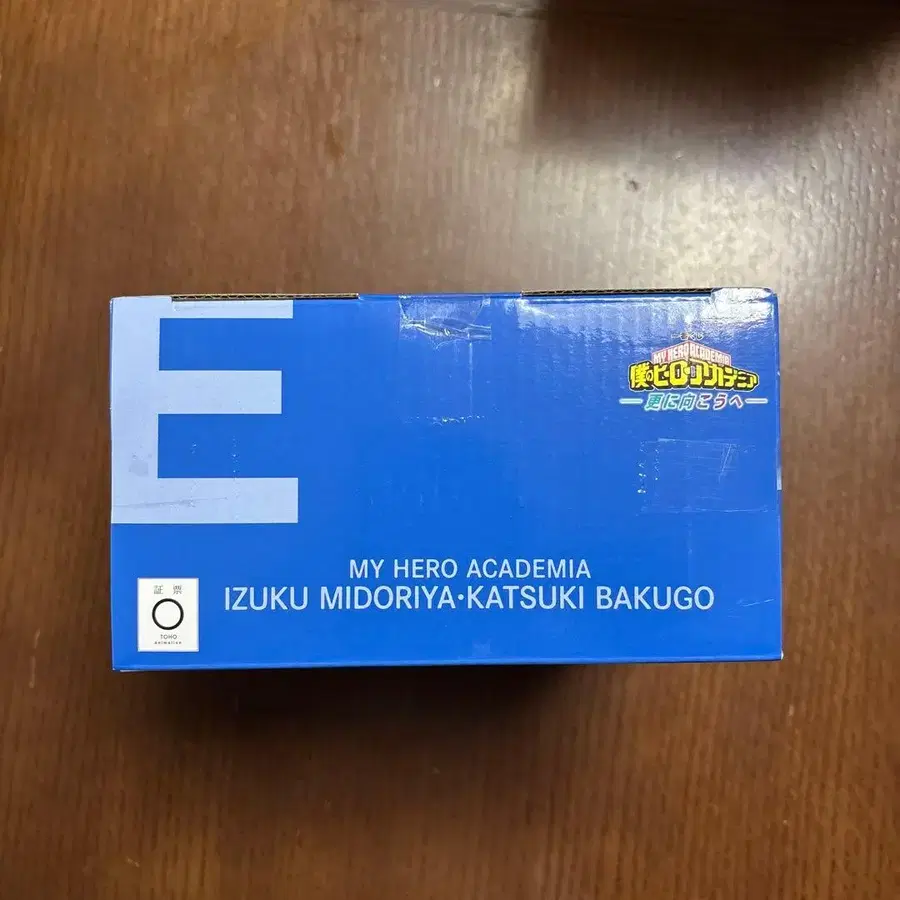 E
MY HERO ACADEMIA
僕のヒーローアカデミア
更に向こうへ
MY HERO ACADEMIA
IZUKU MIDORIYA・KATSUKI BAKUGO
証 票
TOHO
animation